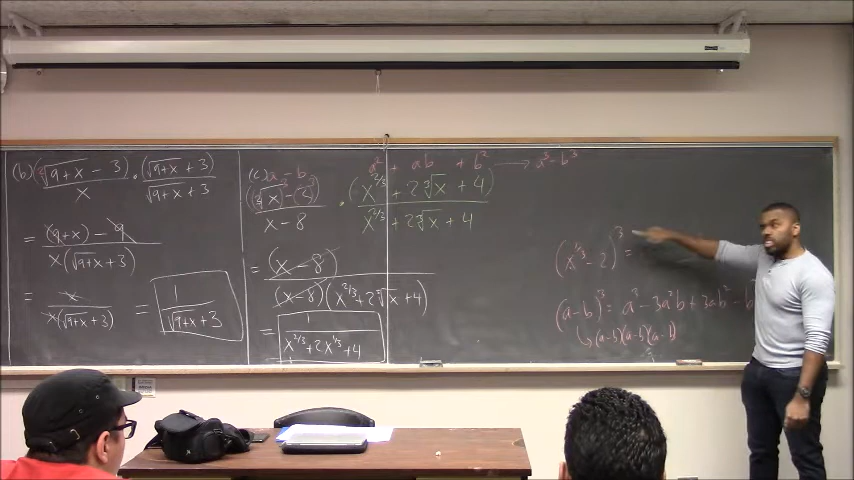 (b) (√9+x − 3)/x · (√9+x + 3)/(√9+x + 3)
= (9+x) − 9 / x(√9+x + 3)
= x / x(√9+x + 3) = 1 / √9+x + 3
(c) a − b a² + ab + b² → a³ − b³
(∛x − 2)/(x − 8) · (x^2/3 + 2∛x + 4)/(x^2/3 + 2∛x + 4)
= (x − 8) / (x − 8)(x^2/3 + 2∛x + 4)
= 1 / x^2/3 + 2x^1/3 + 4
(x^1/3 − 2)³ =
(a−b)³ = a³ − 3a²b + 3ab² − b
↳ (a−b)(a−b)(a−b)